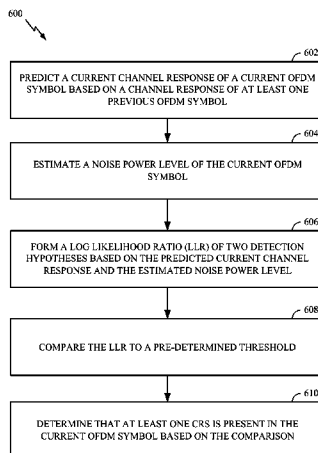 600
602
PREDICT A CURRENT CHANNEL RESPONSE OF A CURRENT OFDM
SYMBOL BASED ON A CHANNEL RESPONSE OF AT LEAST ONE
PREVIOUS OFDM SYMBOL
604
ESTIMATE A NOISE POWER LEVEL OF THE CURRENT OFDM
SYMBOL
606
FORM A LOG LIKELIHOOD RATIO (LLR) OF TWO DETECTION
HYPOTHESES BASED ON THE PREDICTED CURRENT CHANNEL
RESPONSE AND THE ESTIMATED NOISE POWER LEVEL
608
COMPARE THE LLR TO A PRE-DETERMINED THRESHOLD
610
DETERMINE THAT AT LEAST ONE CRS IS PRESENT IN THE
CURRENT OFDM SYMBOL BASED ON THE COMPARISON